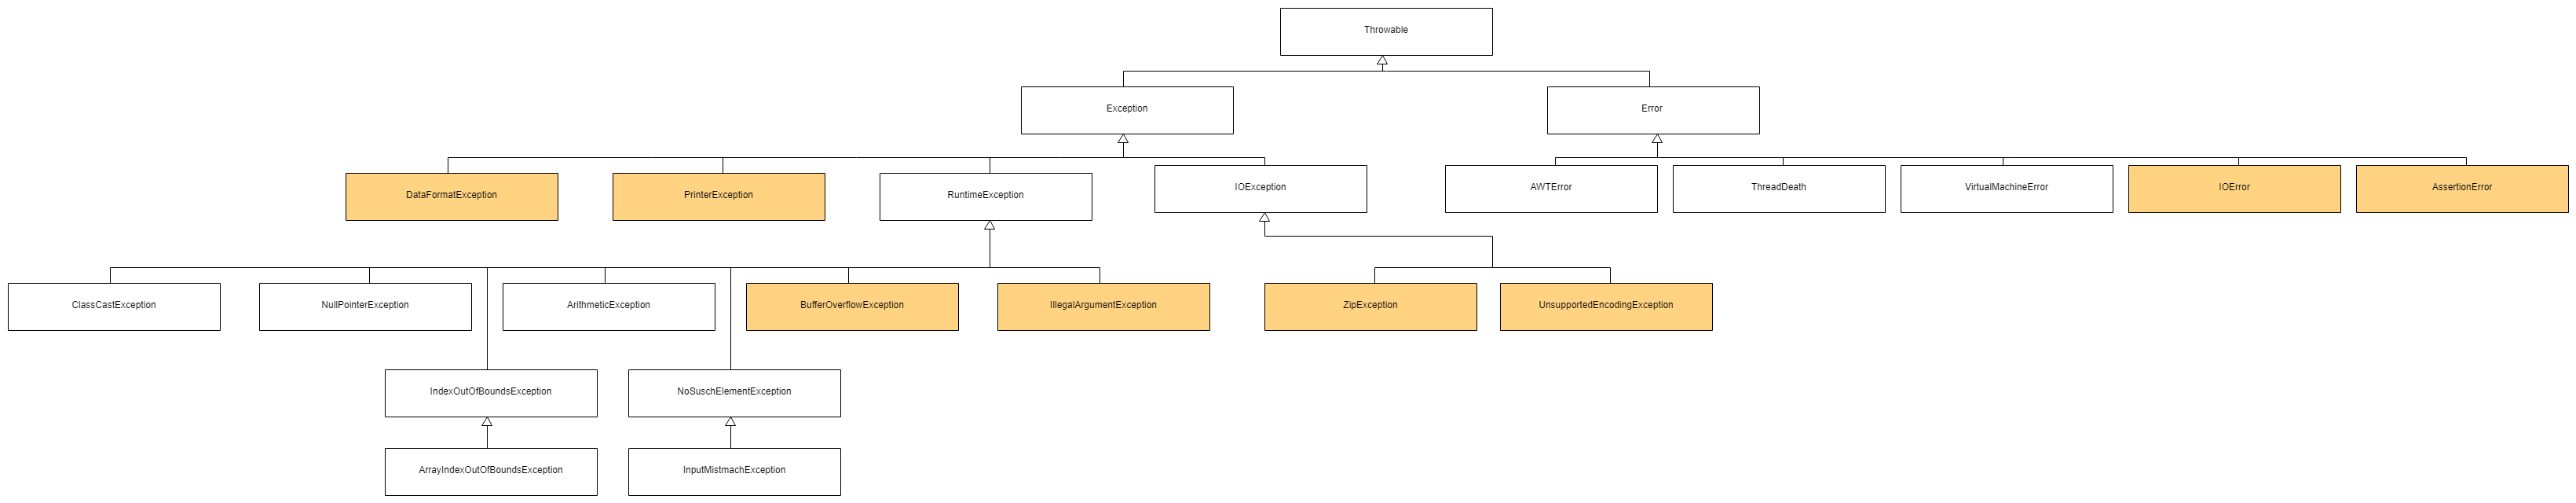 Throwable
Exception
Error
DataFormatException
PrinterException
RuntimeException
IOException
AWTError
ThreadDeath
VirtualMachineError
IOError
AssertionError
ClassCastException
NullPointerException
ArithmeticException
BufferOverflowException
IllegalArgumentException
ZipException
UnsupportedEncodingException
IndexOutOfBoundsException
NoSuschElementException
ArrayIndexOutOfBoundsException
InputMistmachException